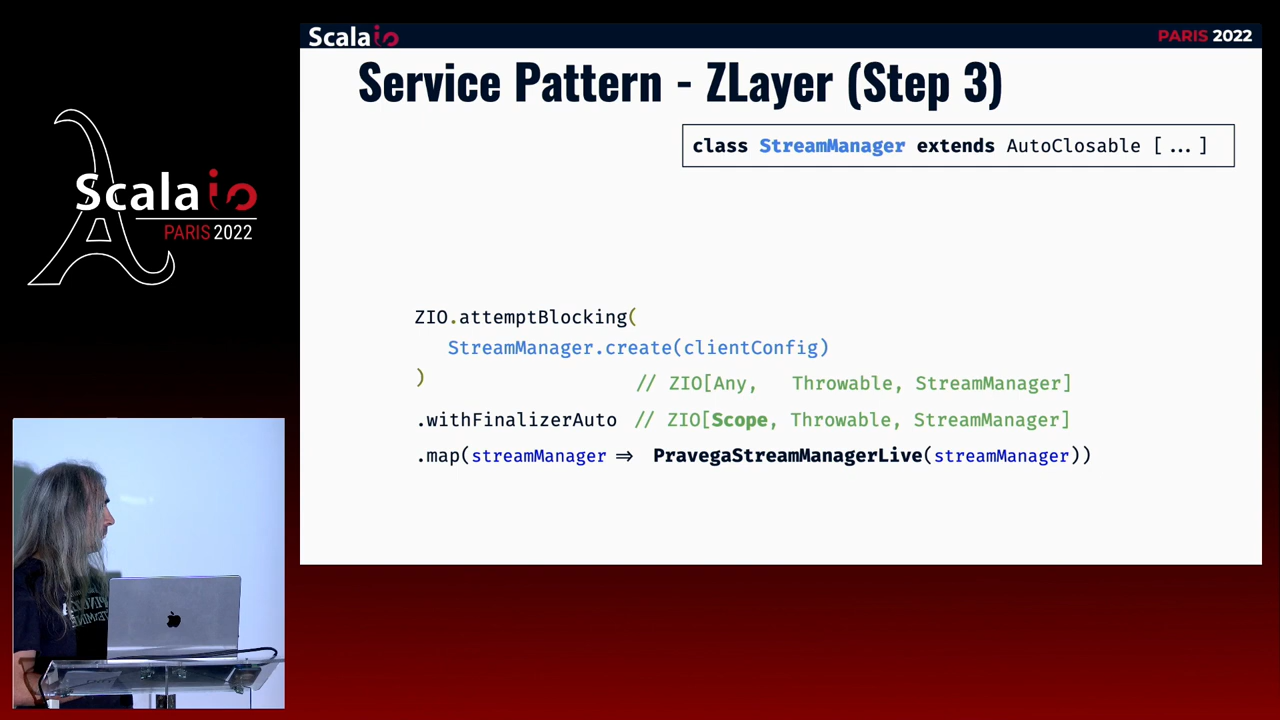 Scala io
PARIS 2022
Service Pattern - ZLayer (Step 3)
class StreamManager extends AutoClosable [...]
Scala io
PARIS 2022
ZIO.attemptBlocking(
StreamManager.create(clientConfig)
)
// ZIO[Any, Throwable, StreamManager]
.withFinalizerAuto // ZIO[Scope, Throwable, StreamManager]
.map(streamManager ⇒ PravegaStreamManagerLive(streamManager))